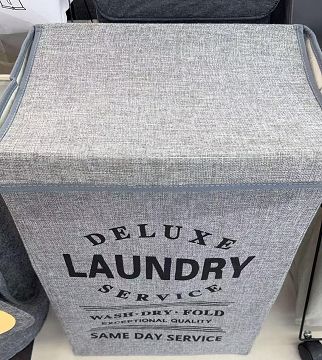 DELUXE
LAUNDRY
SERVICE
WASH·DRY·FOLD
EXCEPTIONAL QUALITY
SAME DAY SERVICE